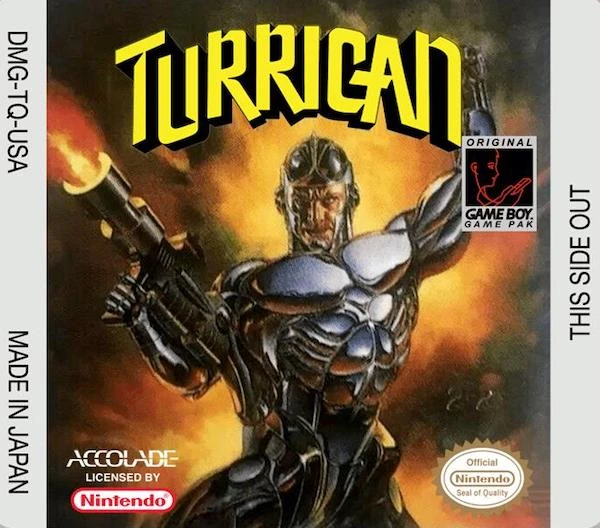 DMG-TQ-USA
MADE IN JAPAN
TURRICAN
ORIGINAL
GAME BOY.
GAME PAK
THIS SIDE OUT
ACCOLADE
LICENSED BY
Nintendo®
Official
Nintendo
Seal of Quality